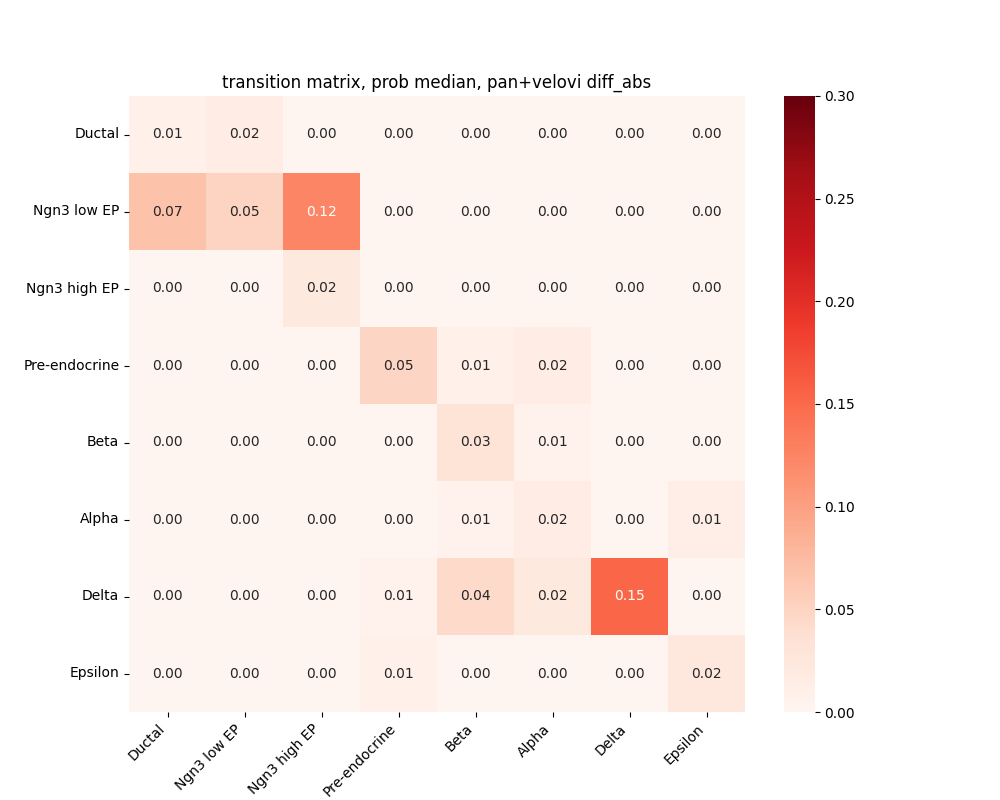 transition matrix, prob median, pan+velovi diff_abs
Ductal 0.01 0.02 0.00 0.00 0.00 0.00 0.00 0.00
Ngn3 low EP 0.07 0.05 0.12 0.00 0.00 0.00 0.00 0.00
Ngn3 high EP 0.00 0.00 0.02 0.00 0.00 0.00 0.00 0.00
Pre-endocrine 0.00 0.00 0.00 0.05 0.01 0.02 0.00 0.00
Beta 0.00 0.00 0.00 0.00 0.03 0.01 0.00 0.00
Alpha 0.00 0.00 0.00 0.00 0.01 0.02 0.00 0.01
Delta 0.00 0.00 0.00 0.01 0.04 0.02 0.15 0.00
Epsilon 0.00 0.00 0.00 0.01 0.00 0.00 0.00 0.02
Ductal Ngn3 low EP Ngn3 high EP Pre-endocrine Beta Alpha Delta Epsilon
0.30
0.25
0.20
0.15
0.10
0.05
0.00